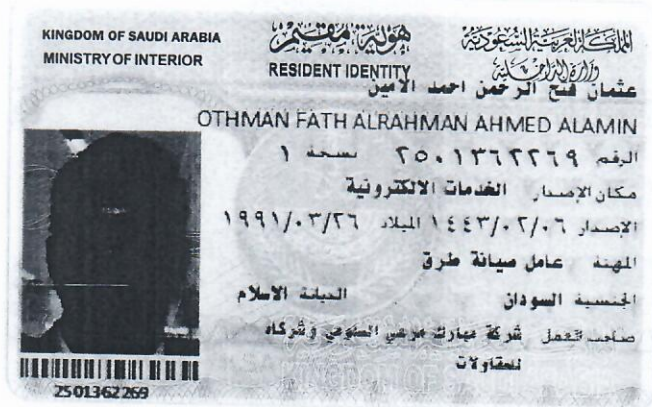 KINGDOM OF SAUDI ARABIA
MINISTRY OF INTERIOR
هوية مقيم
RESIDENT IDENTITY
المملكة العربية السعودية
وزارة الداخلية
عثمان فتح الرحمن احمد الامين
OTHMAN FATH ALRAHMAN AHMED ALAMIN
الرقم ٢٥٠١٣٦٢٢٦٩ نسخة ١
مكان الإصدار الخدمات الالكترونية
الإصدار ١٤٤٣/٠٢/٠٦ الميلاد ١٩٩١/٠٣/٢٦
المهنة عامل صيانة طرق
الجنسية السودان الديانة الاسلام
صاحب العمل شركة مبارك مرعي وشركاه
للمقاولات
KINGDOM OF
2501362269